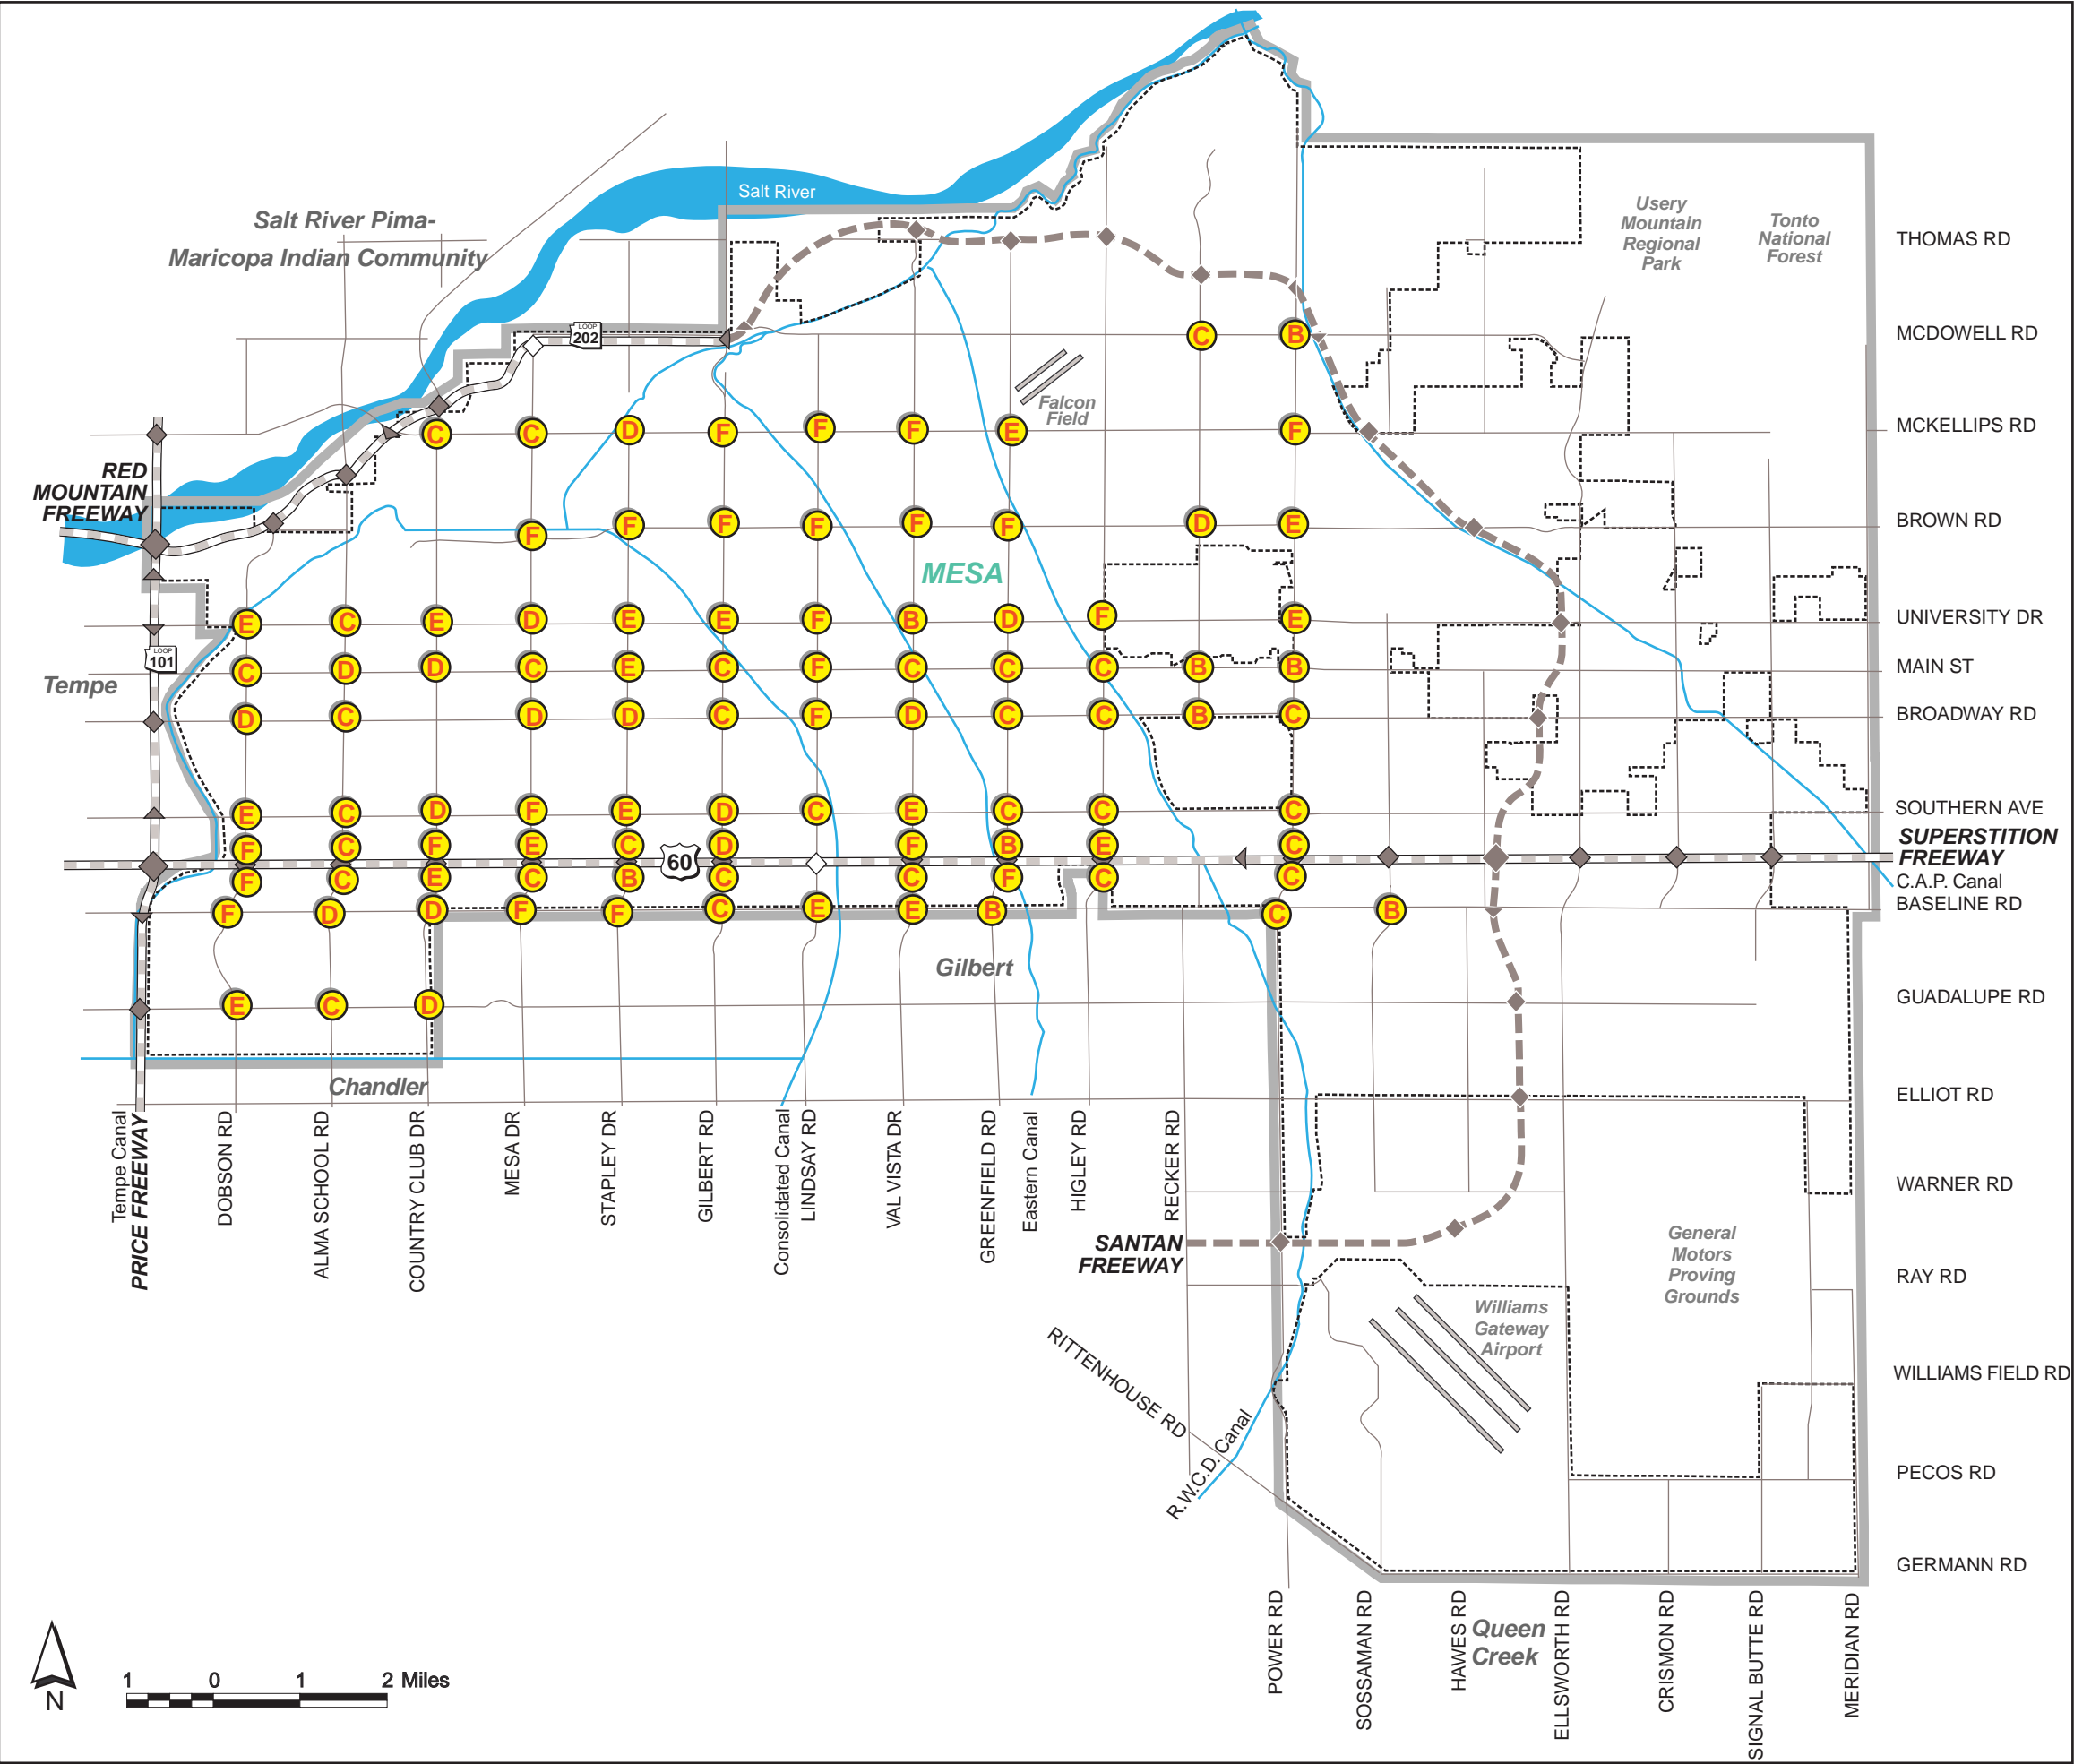 Salt River
Salt River Pima-
Maricopa Indian Community
Usery
Mountain
Regional
Park
Tonto
National
Forest
THOMAS RD
LOOP
202
C B
MCDOWELL RD
Falcon
Field
C C D F F F E F
MCKELLIPS RD
RED
MOUNTAIN
FREEWAY
F F F F F F D E
BROWN RD
MESA
E C E D E E F B D F E
UNIVERSITY DR
LOOP
101
C D D C E C F C C C B B
MAIN ST
Tempe
D C D D C F D C C B C
BROADWAY RD
E C D F E D C E C C C
SOUTHERN AVE
F C F E C D F B E C
SUPERSTITION
FREEWAY
60
F C E C B C C F C C
C.A.P. Canal
F D D F F C E E B C B
BASELINE RD
Gilbert
E C D
GUADALUPE RD
Chandler
ELLIOT RD
Tempe Canal
PRICE FREEWAY
DOBSON RD
ALMA SCHOOL RD
COUNTRY CLUB DR
MESA DR
STAPLEY DR
GILBERT RD
Consolidated Canal
LINDSAY RD
VAL VISTA DR
GREENFIELD RD
Eastern Canal
HIGLEY RD
RECKER RD
WARNER RD
SANTAN
FREEWAY
General
Motors
Proving
Grounds
RAY RD
Williams
Gateway
Airport
RITTENHOUSE RD
WILLIAMS FIELD RD
R.W.C.D. Canal
PECOS RD
GERMANN RD
POWER RD
SOSSAMAN RD
HAWES RD
Queen
Creek
ELLSWORTH RD
CRISMON RD
SIGNAL BUTTE RD
MERIDIAN RD
N
1 0 1 2 Miles